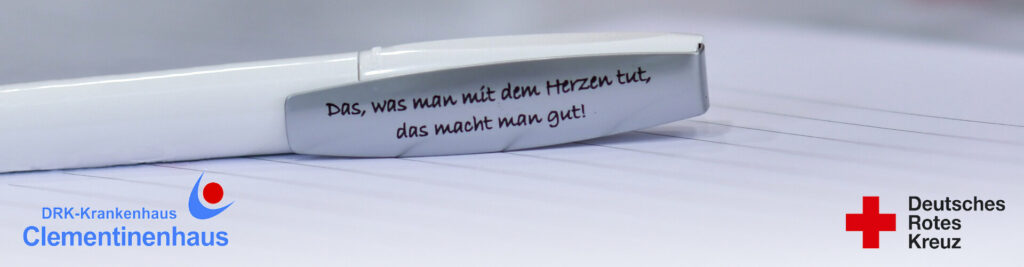 Das, was man mit dem Herzen tut,
das macht man gut!
DRK-Krankenhaus
Clementinenhaus
Deutsches
Rotes
Kreuz